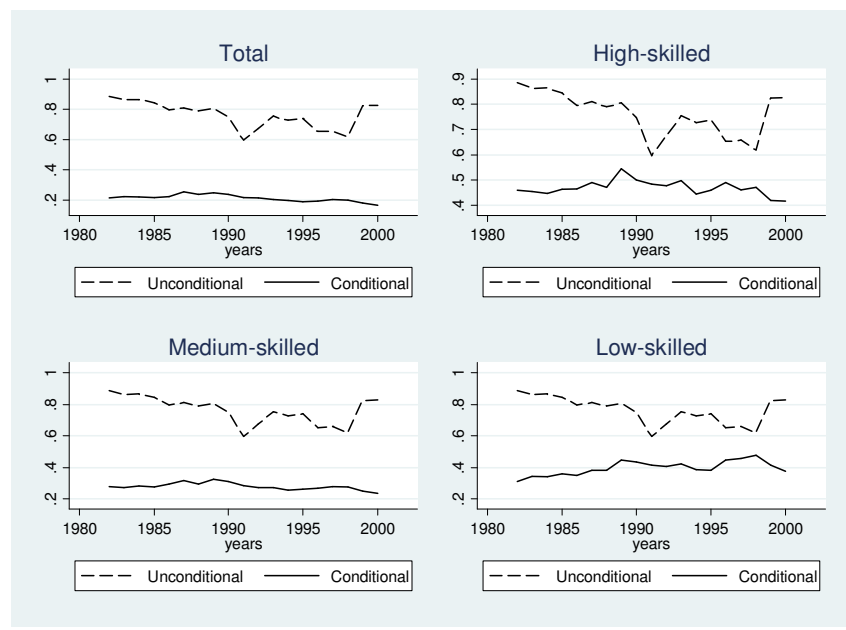 Total
1
.8
.6
.4
.2
1980 1985 1990 1995 2000
years
Unconditional Conditional
High-skilled
.9
.8
.7
.6
.5
.4
1980 1985 1990 1995 2000
years
Unconditional Conditional
Medium-skilled
1
.8
.6
.4
.2
1980 1985 1990 1995 2000
years
Unconditional Conditional
Low-skilled
1
.8
.6
.4
.2
1980 1985 1990 1995 2000
years
Unconditional Conditional